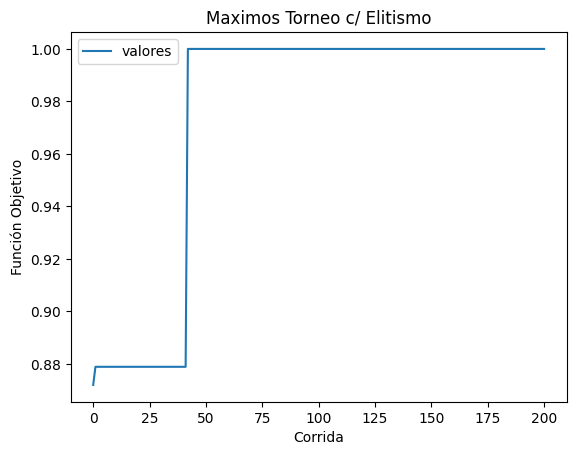 Maximos Torneo c/ Elitismo
valores
1.00
0.98
0.96
0.94
0.92
0.90
0.88
Función Objetivo
0 25 50 75 100 125 150 175 200
Corrida